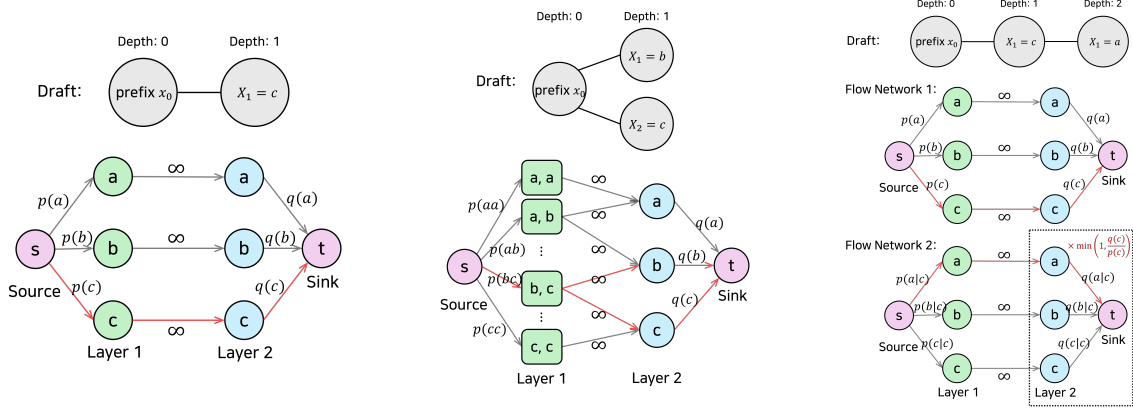 Depth: 0 Depth: 1
Draft: prefix x₀ X₁ = c
a ∞ a
p(a) q(a)
s p(b) b ∞ b q(b) t
Source p(c) q(c) Sink
c ∞ c
Layer 1 Layer 2
Depth: 0 Depth: 1
X₁ = b
Draft: prefix x₀
X₂ = c
a, a ∞
p(aa) a
a, b ∞ q(a)
p(ab) ⋮ ∞
s b q(b) t
p(bc) b, c ∞
Source q(c) Sink
⋮ ∞ c
p(cc)
c, c ∞
Layer 1 Layer 2
Depth: 0 Depth: 1 Depth: 2
Draft: prefix x₀ X₁ = c X₁ = a
Flow Network 1:
a ∞ a
p(a) q(a)
s p(b) b ∞ b q(b) t
Source p(c) q(c) Sink
c ∞ c
Flow Network 2:
× min(1, q(c)/p(c))
a ∞ a
p(a|c) q(a|c)
s p(b|c) b ∞ b q(b|c) t
Source p(c|c) q(c|c) Sink
c ∞ c
Layer 1 Layer 2